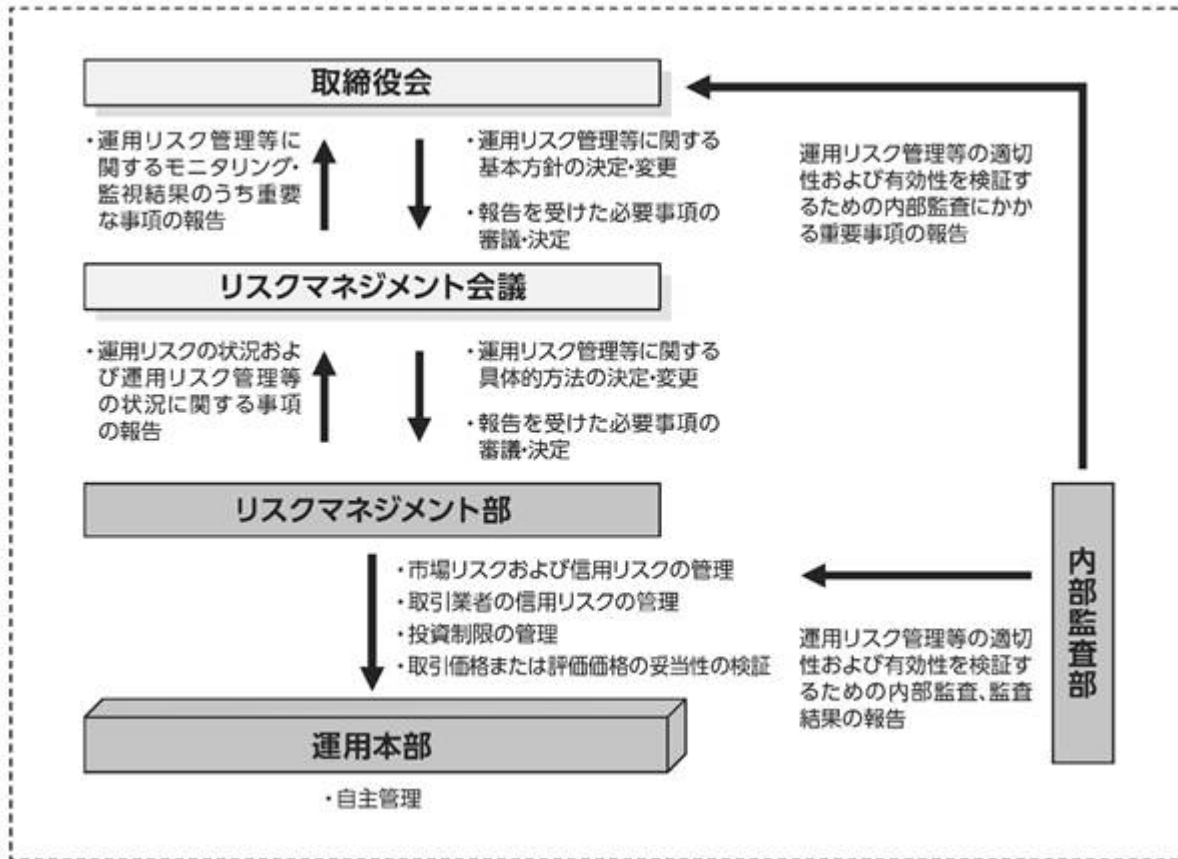 取締役会
・運用リスク管理等に
関するモニタリング・
監視結果のうち重要
な事項の報告
・運用リスク管理等に関する
基本方針の決定・変更
・報告を受けた必要事項の
審議・決定
運用リスク管理等の適切
性および有効性を検証す
るための内部監査にかか
る重要事項の報告
リスクマネジメント会議
・運用リスクの状況およ
び運用リスク管理等
の状況に関する事項
の報告
・運用リスク管理等に関する
具体的方法の決定・変更
・報告を受けた必要事項の
審議・決定
リスクマネジメント部
・市場リスクおよび信用リスクの管理
・取引業者の信用リスクの管理
・投資制限の管理
・取引価格または評価価格の妥当性の検証
運用リスク管理等の適切
性および有効性を検証す
るための内部監査、監査
結果の報告
内部監査部
運用本部
・自主管理